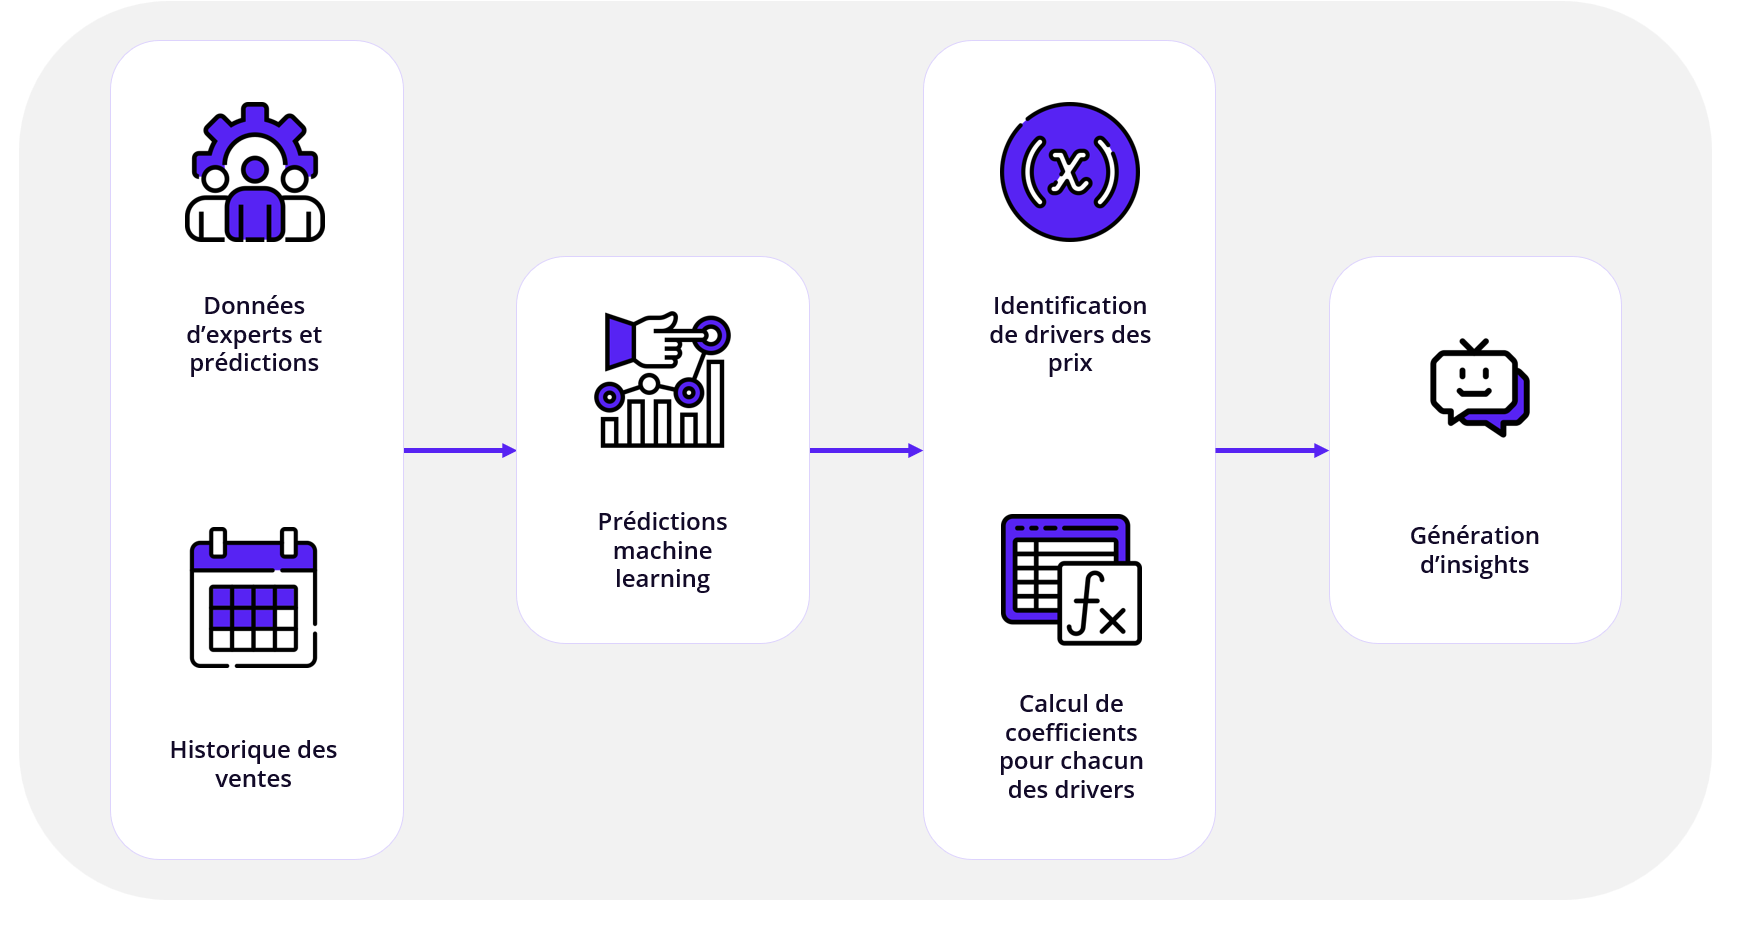 Données
d’experts et
prédictions
Historique des
ventes
Prédictions
machine
learning
(x)
Identification
de drivers des
prix
fx
Calcul de
coefficients
pour chacun
des drivers
Génération
d’insights